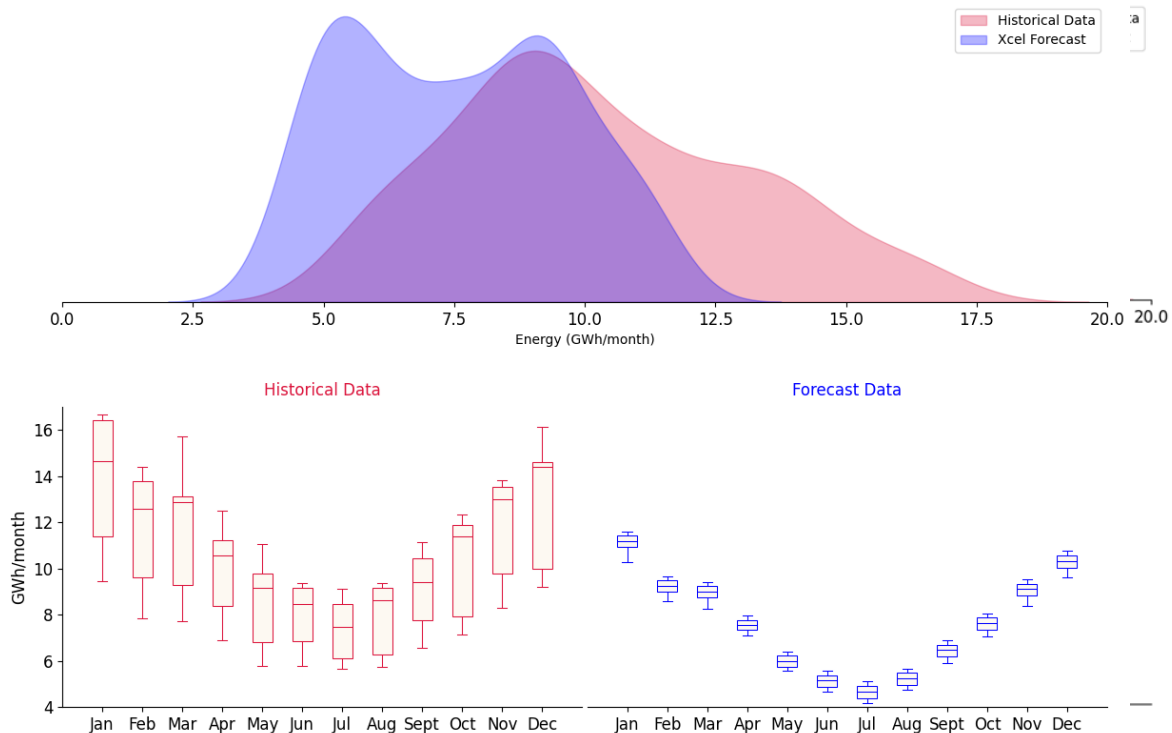 Historical Data
Xcel Forecast
0.0 2.5 5.0 7.5 10.0 12.5 15.0 17.5 20.0
20.0
Energy (GWh/month)
Historical Data
Forecast Data
GWh/month
16
14
12
10
8
6
4
Jan Feb Mar Apr May Jun Jul Aug Sept Oct Nov Dec
Jan Feb Mar Apr May Jun Jul Aug Sept Oct Nov Dec